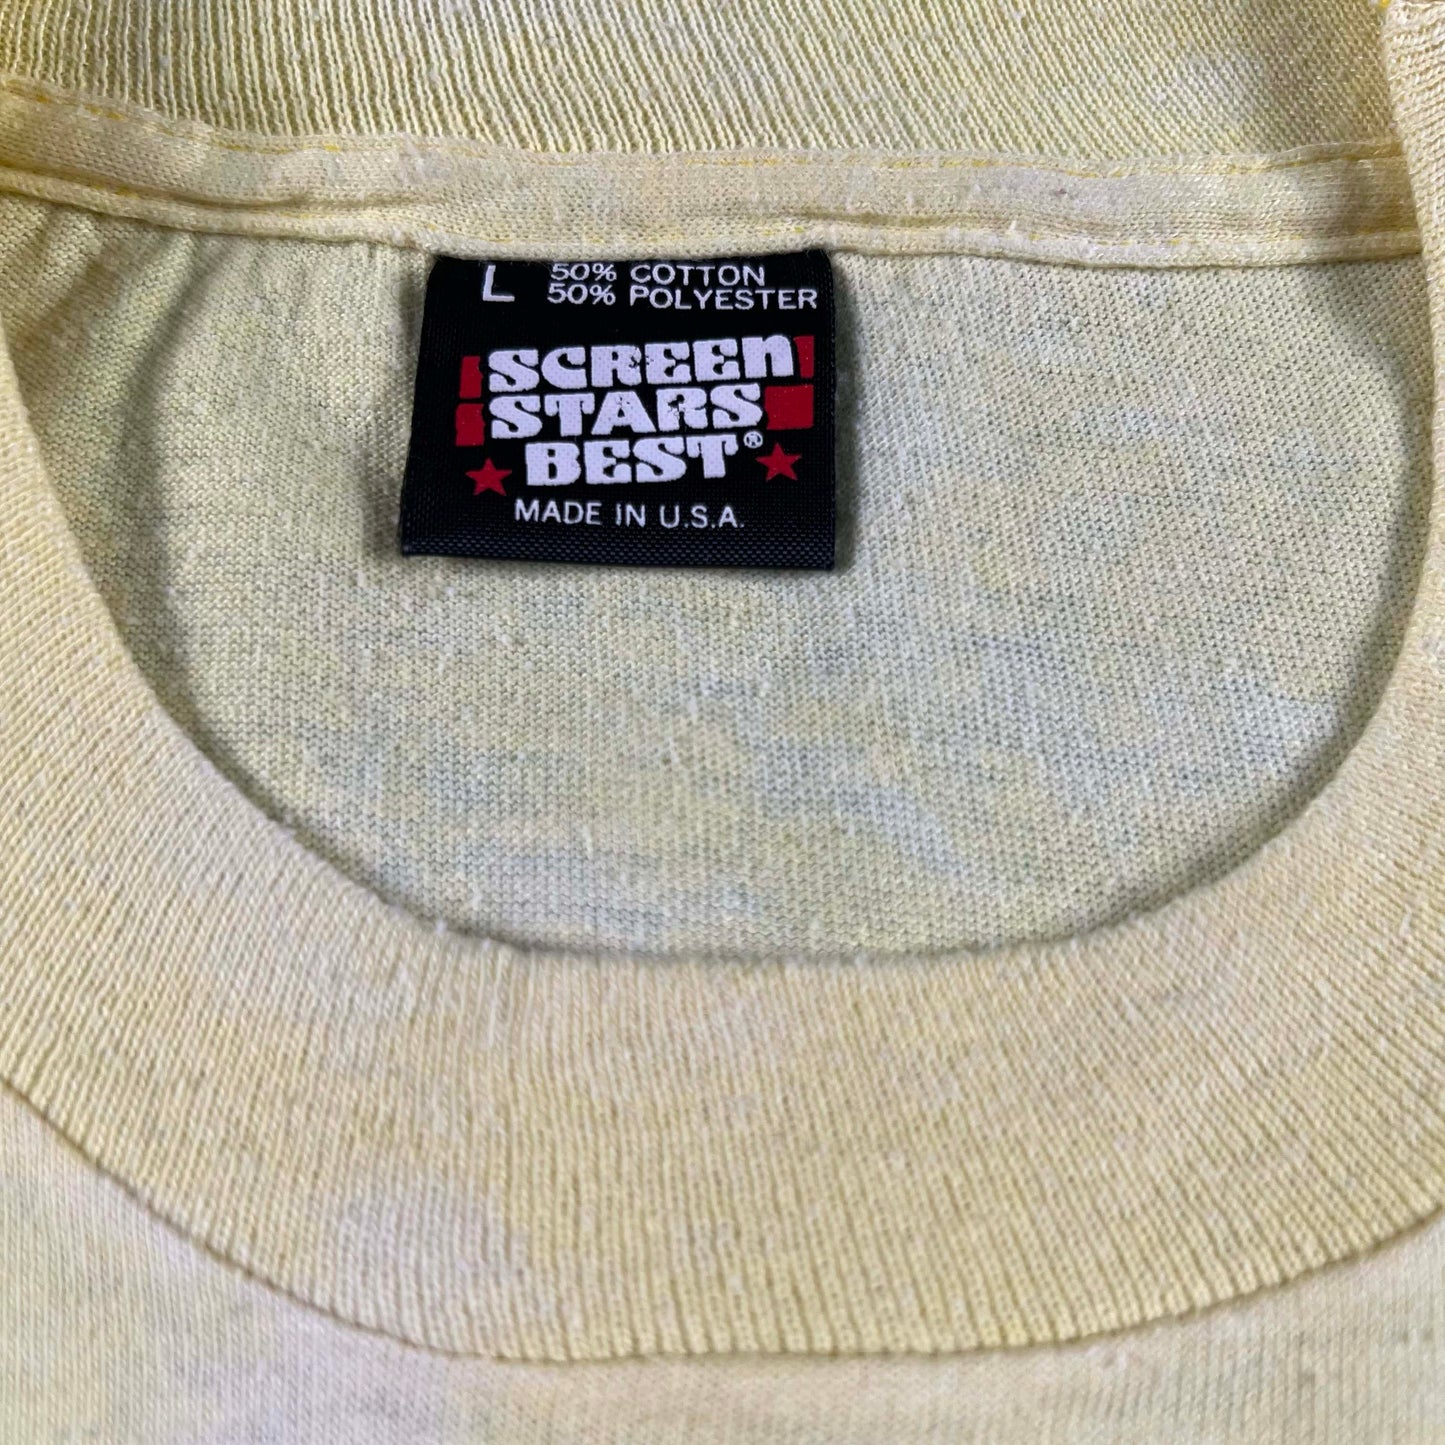 L 50% COTTON
50% POLYESTER
SCREEN
STARS
BEST®
MADE IN U.S.A.